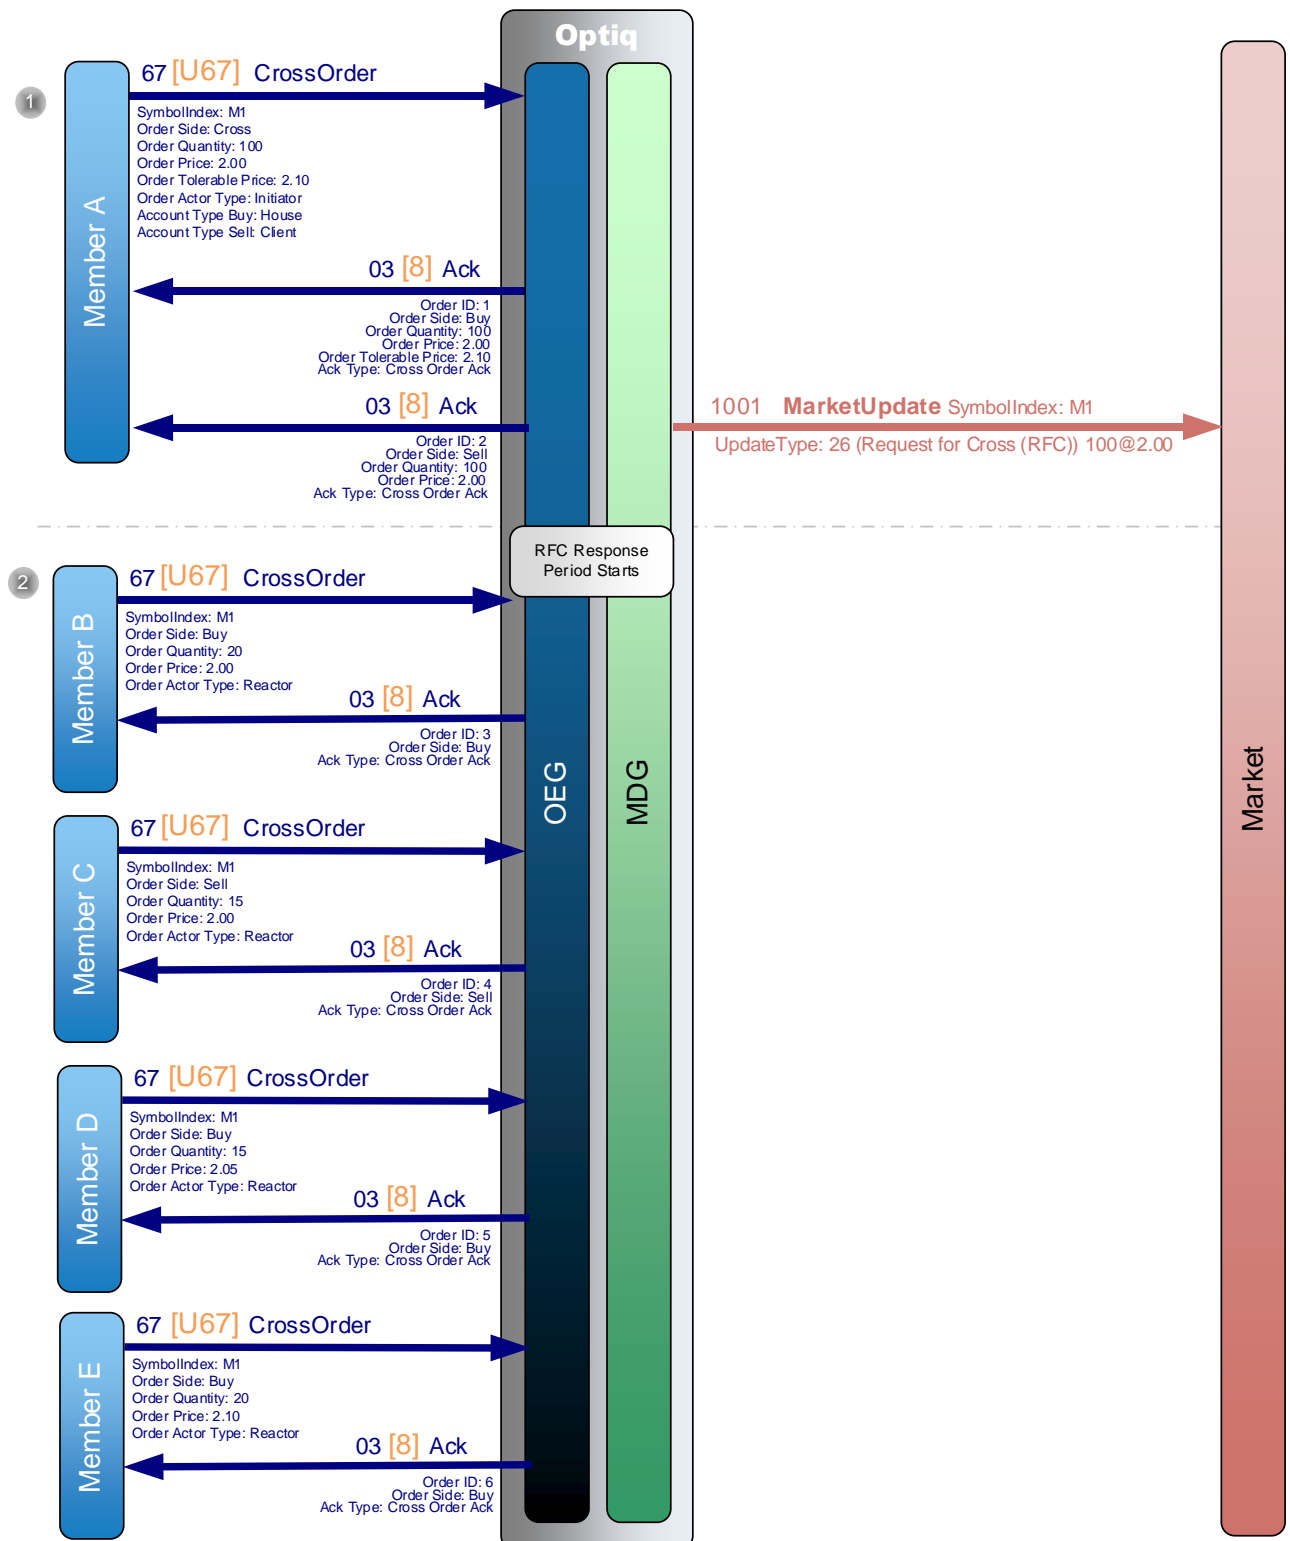 Optiq
1
67 [U67] CrossOrder
SymbolIndex: M1
Order Side: Cross
Order Quantity: 100
Order Price: 2.00
Order Tolerable Price: 2.10
Order Actor Type: Initiator
Account Type Buy: House
Account Type Sell: Client
Member A
03 [8] Ack
Order ID: 1
Order Side: Buy
Order Quantity: 100
Order Price: 2.00
Order Tolerable Price: 2.10
Ack Type: Cross Order Ack
03 [8] Ack
Order ID: 2
Order Side: Sell
Order Quantity: 100
Order Price: 2.00
Ack Type: Cross Order Ack
1001 MarketUpdate SymbolIndex: M1
UpdateType: 26 (Request for Cross (RFC)) 100@2.00
RFC Response
Period Starts
2
67 [U67] CrossOrder
SymbolIndex: M1
Order Side: Buy
Order Quantity: 20
Order Price: 2.00
Order Actor Type: Reactor
Member B
03 [8] Ack
Order ID: 3
Order Side: Buy
Ack Type: Cross Order Ack
OEG
MDG
Market
67 [U67] CrossOrder
SymbolIndex: M1
Order Side: Sell
Order Quantity: 15
Order Price: 2.00
Order Actor Type: Reactor
Member C
03 [8] Ack
Order ID: 4
Order Side: Sell
Ack Type: Cross Order Ack
67 [U67] CrossOrder
SymbolIndex: M1
Order Side: Buy
Order Quantity: 15
Order Price: 2.05
Order Actor Type: Reactor
Member D
03 [8] Ack
Order ID: 5
Order Side: Buy
Ack Type: Cross Order Ack
67 [U67] CrossOrder
SymbolIndex: M1
Order Side: Buy
Order Quantity: 20
Order Price: 2.10
Order Actor Type: Reactor
Member E
03 [8] Ack
Order ID: 6
Order Side: Buy
Ack Type: Cross Order Ack